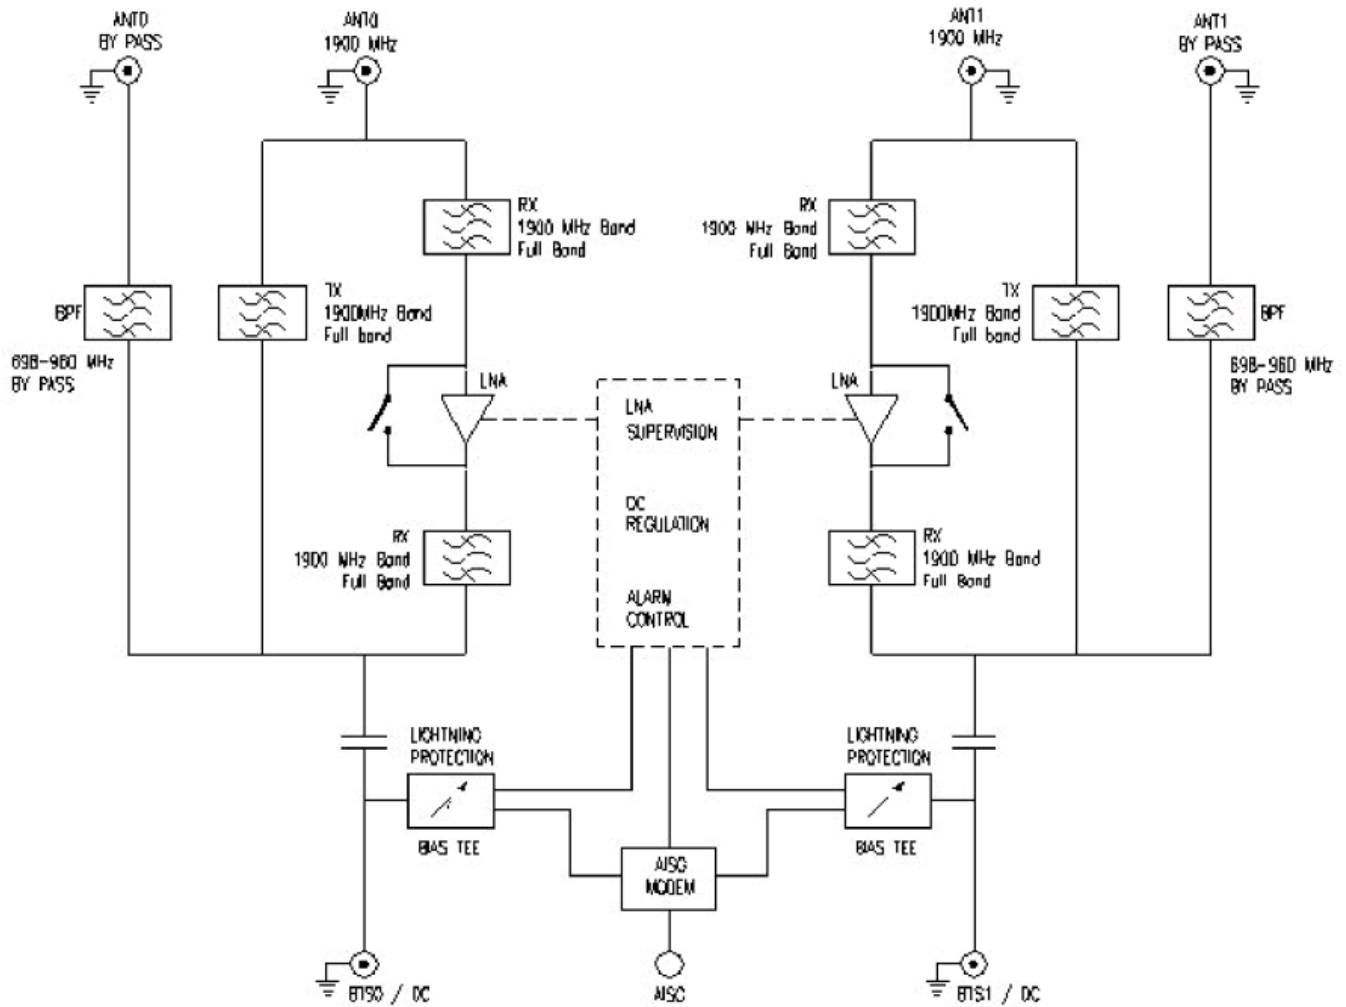 ANT0
BY PASS
ANT0
1900 MHz
ANT1
1900 MHz
ANT1
BY PASS
RX
1900 MHz Band
Full Band
RX
1900 MHz Band
Full Band
BPF
698-960 MHz
BY PASS
TX
1900MHz Band
Full band
TX
1900MHz Band
Full band
BPF
698-960 MHz
BY PASS
LNA
LNA
LNA
SUPERVISION
DC
REGULATION
ALARM
CONTROL
RX
1900 MHz Band
Full Band
RX
1900 MHz Band
Full Band
LIGHTNING
PROTECTION
BIAS TEE
LIGHTNING
PROTECTION
BIAS TEE
AISG
MODEM
BTS0 / DC
AISG
BTS1 / DC